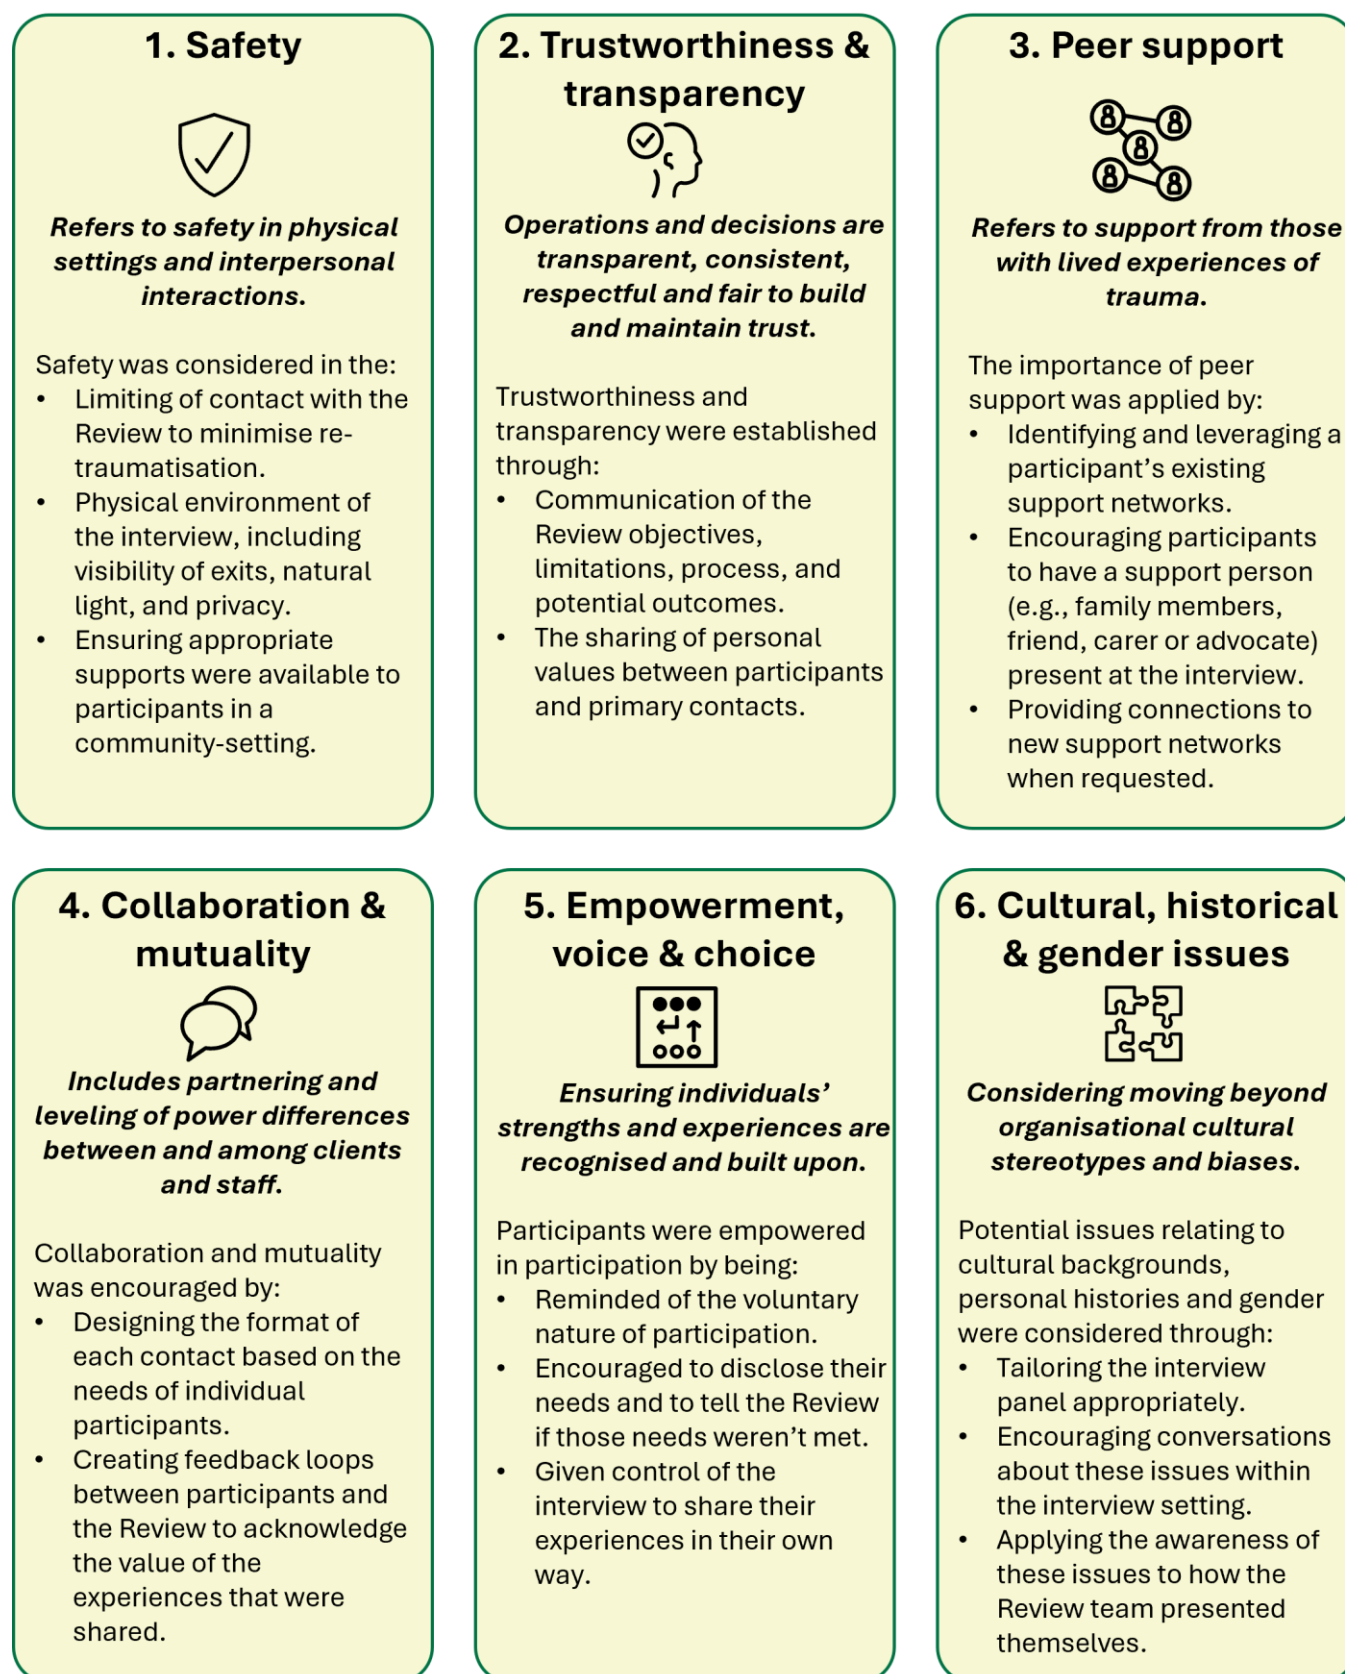 1. Safety
Refers to safety in physical
settings and interpersonal
interactions.
Safety was considered in the:
• Limiting of contact with the
Review to minimise re-
traumatisation.
• Physical environment of
the interview, including
visibility of exits, natural
light, and privacy.
• Ensuring appropriate
supports were available to
participants in a
community-setting.
2. Trustworthiness &
transparency
Operations and decisions are
transparent, consistent,
respectful and fair to build
and maintain trust.
Trustworthiness and
transparency were established
through:
• Communication of the
Review objectives,
limitations, process, and
potential outcomes.
• The sharing of personal
values between participants
and primary contacts.
3. Peer support
Refers to support from those
with lived experiences of
trauma.
The importance of peer
support was applied by:
• Identifying and leveraging a
participant’s existing
support networks.
• Encouraging participants
to have a support person
(e.g., family members,
friend, carer or advocate)
present at the interview.
• Providing connections to
new support networks
when requested.
4. Collaboration &
mutuality
Includes partnering and
leveling of power differences
between and among clients
and staff.
Collaboration and mutuality
was encouraged by:
• Designing the format of
each contact based on the
needs of individual
participants.
• Creating feedback loops
between participants and
the Review to acknowledge
the value of the
experiences that were
shared.
5. Empowerment,
voice & choice
Ensuring individuals’
strengths and experiences are
recognised and built upon.
Participants were empowered
in participation by being:
• Reminded of the voluntary
nature of participation.
• Encouraged to disclose their
needs and to tell the Review
if those needs weren’t met.
• Given control of the
interview to share their
experiences in their own
way.
6. Cultural, historical
& gender issues
Considering moving beyond
organisational cultural
stereotypes and biases.
Potential issues relating to
cultural backgrounds,
personal histories and gender
were considered through:
• Tailoring the interview
panel appropriately.
• Encouraging conversations
about these issues within
the interview setting.
• Applying the awareness of
these issues to how the
Review team presented
themselves.